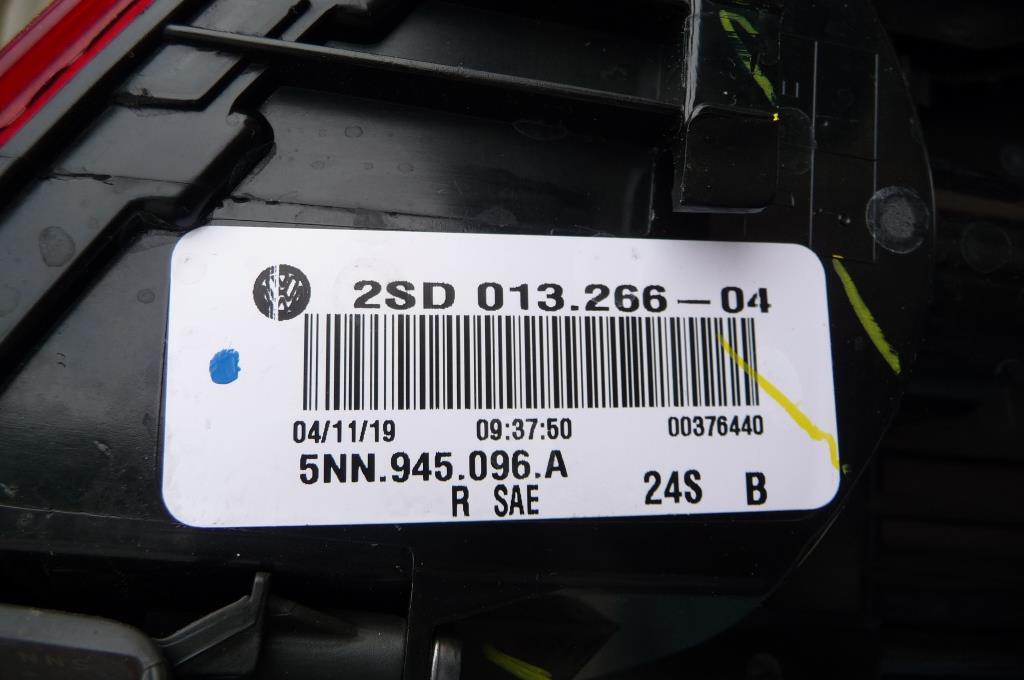 2SD 013.266-04
04/11/19 09:37:50 00376440
5NN.945.096.A
R SAE 24S B